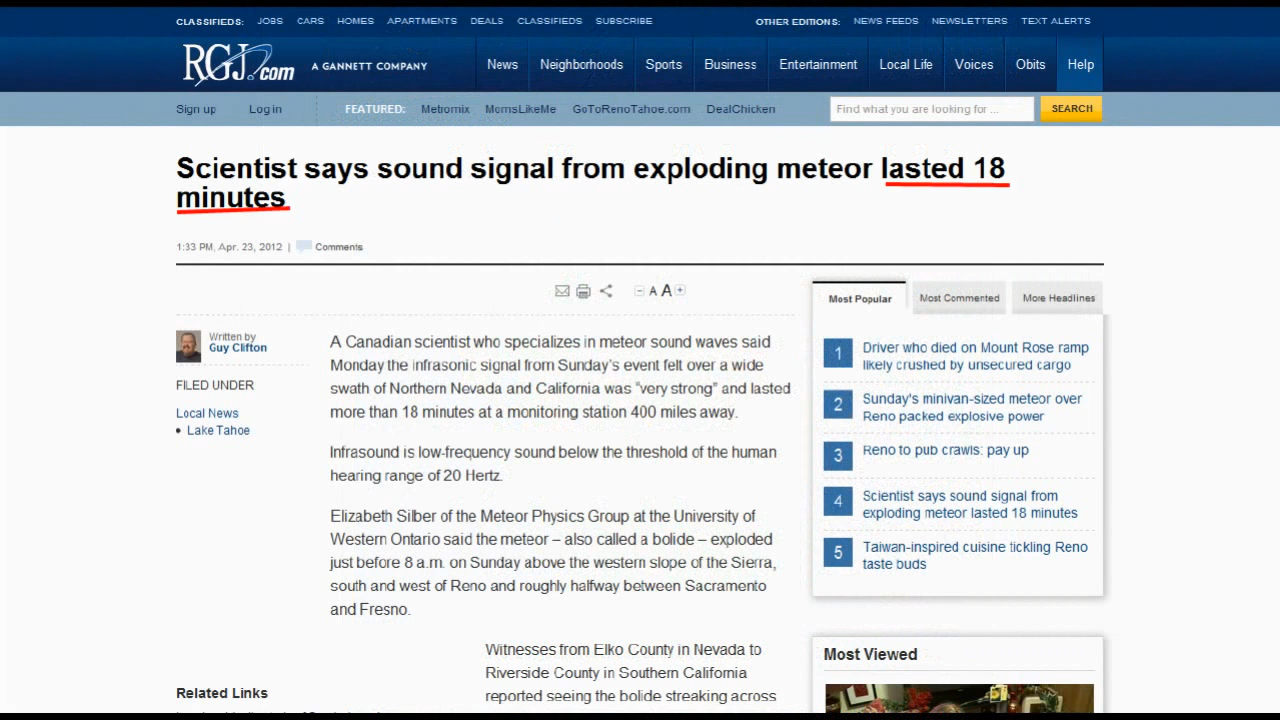 CLASSIFIEDS: JOBS CARS HOMES APARTMENTS DEALS CLASSIFIEDS SUBSCRIBE
OTHER EDITIONS: NEWS FEEDS NEWSLETTERS TEXT ALERTS
RGJ.com A GANNETT COMPANY
News Neighborhoods Sports Business Entertainment Local Life Voices Obits Help
Sign up Log in FEATURED: Metromix MomsLikeMe GoToRenoTahoe.com DealChicken
Find what you are looking for ... SEARCH
Scientist says sound signal from exploding meteor lasted 18
minutes
1:33 PM, Apr. 23, 2012 | Comments
A A
Written by
Guy Clifton
FILED UNDER
Local News
Lake Tahoe
A Canadian scientist who specializes in meteor sound waves said
Monday the infrasonic signal from Sunday's event felt over a wide
swath of Northern Nevada and California was "very strong" and lasted
more than 18 minutes at a monitoring station 400 miles away.
Infrasound is low-frequency sound below the threshold of the human
hearing range of 20 Hertz.
Elizabeth Silber of the Meteor Physics Group at the University of
Western Ontario said the meteor – also called a bolide – exploded
just before 8 a.m. on Sunday above the western slope of the Sierra,
south and west of Reno and roughly halfway between Sacramento
and Fresno.
Witnesses from Elko County in Nevada to
Riverside County in Southern California
reported seeing the bolide streaking across
Related Links
Most Popular Most Commented More Headlines
1 Driver who died on Mount Rose ramp
likely crushed by unsecured cargo
2 Sunday's minivan-sized meteor over
Reno packed explosive power
3 Reno to pub crawls: pay up
4 Scientist says sound signal from
exploding meteor lasted 18 minutes
5 Taiwan-inspired cuisine tickling Reno
taste buds
Most Viewed